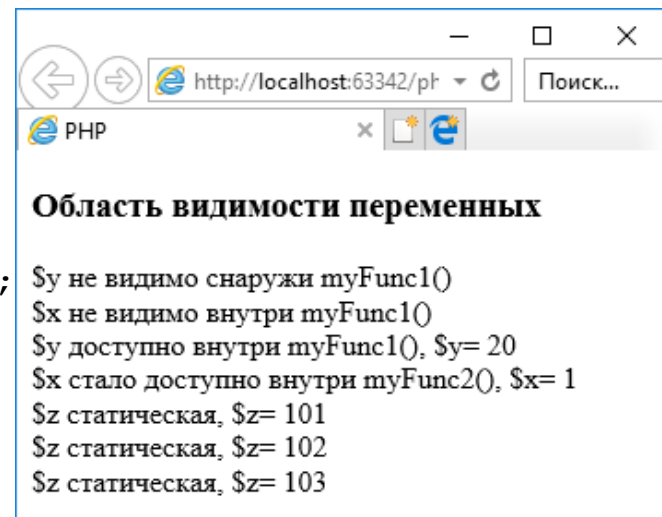 http://localhost:63342/ph
Поиск...
PHP
Область видимости переменных
; $y не видимо снаружи myFunc1()
$x не видимо внутри myFunc1()
$y доступно внутри myFunc1(), $y= 20
$x стало доступно внутри myFunc2(), $x= 1
$z статическая, $z= 101
$z статическая, $z= 102
$z статическая, $z= 103